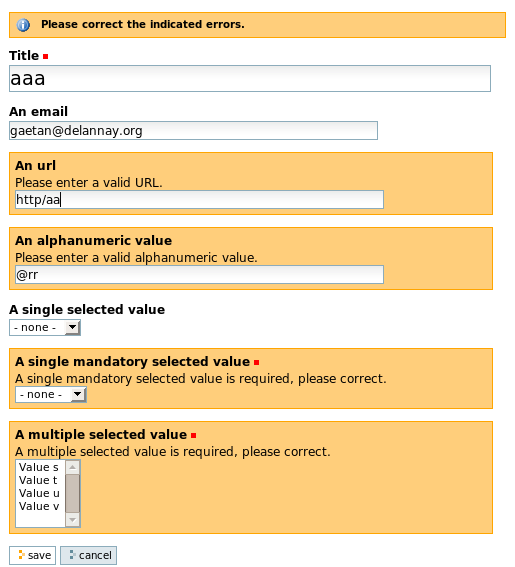 Please correct the indicated errors.
Title
aaa
An email
gaetan@delannay.org
An url
Please enter a valid URL.
http/aa
An alphanumeric value
Please enter a valid alphanumeric value.
@rr
A single selected value
- none -
A single mandatory selected value
A single mandatory selected value is required, please correct.
- none -
A multiple selected value
A multiple selected value is required, please correct.
Value s
Value t
Value u
Value v
save cancel